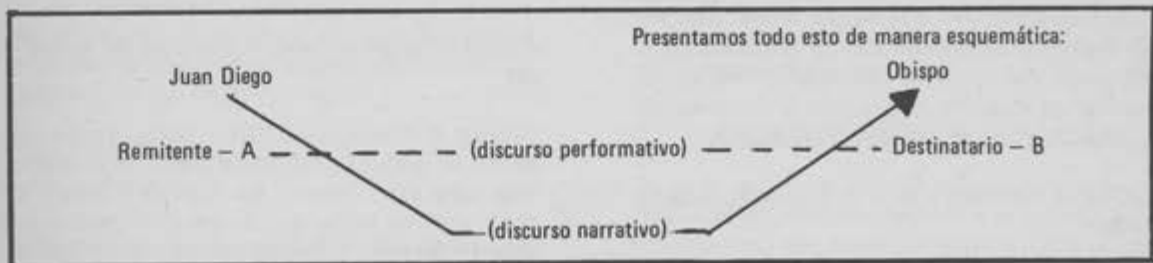 Presentamos todo esto de manera esquemática:
Juan Diego Obispo
Remitente – A (discurso performativo) Destinatario – B
(discurso narrativo)